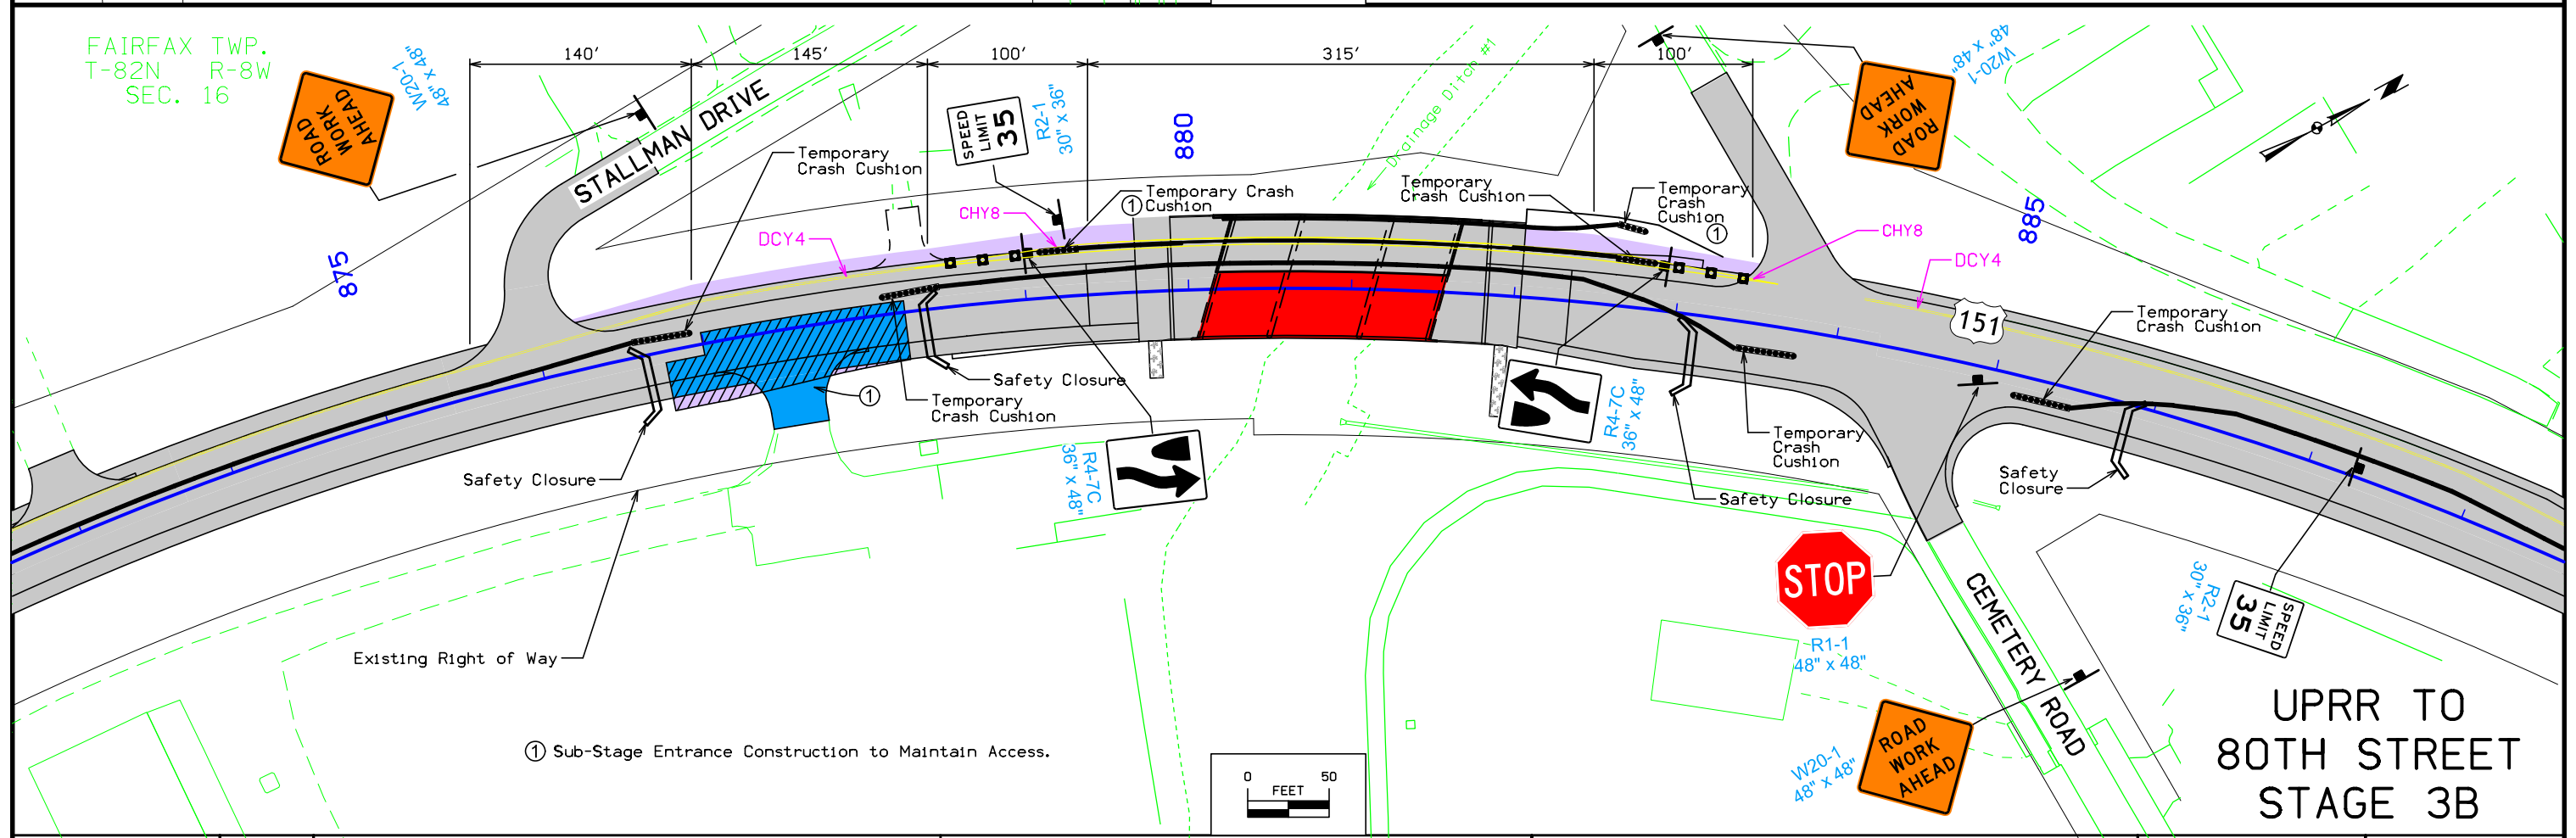 FAIRFAX TWP.
T-82N R-8W
SEC. 16
ROAD
WORK
AHEAD
W20-1
48" x 48"
140'
145'
100'
315'
100'
STALLMAN DRIVE
Temporary
Crash Cushion
SPEED
LIMIT
35
R2-1
30" x 36"
880
Drainage Ditch #1
Temporary Crash
Cushion
1
CHY8
DCY4
Temporary
Crash Cushion
Temporary
Crash
Cushion
1
ROAD
WORK
AHEAD
W20-1
48" x 48"
CHY8
DCY4
885
151
Temporary
Crash Cushion
875
Safety Closure
1
Temporary
Crash Cushion
Safety Closure
R4-7C
36" x 48"
R4-7C
36" x 48"
Temporary
Crash
Cushion
Safety Closure
Safety
Closure
STOP
R1-1
48" x 48"
CEMETERY ROAD
R2-1
30" x 36"
SPEED
LIMIT
35
Existing Right of Way
1 Sub-Stage Entrance Construction to Maintain Access.
0 50
FEET
W20-1
48" x 48"
ROAD
WORK
AHEAD
UPRR TO
80TH STREET
STAGE 3B